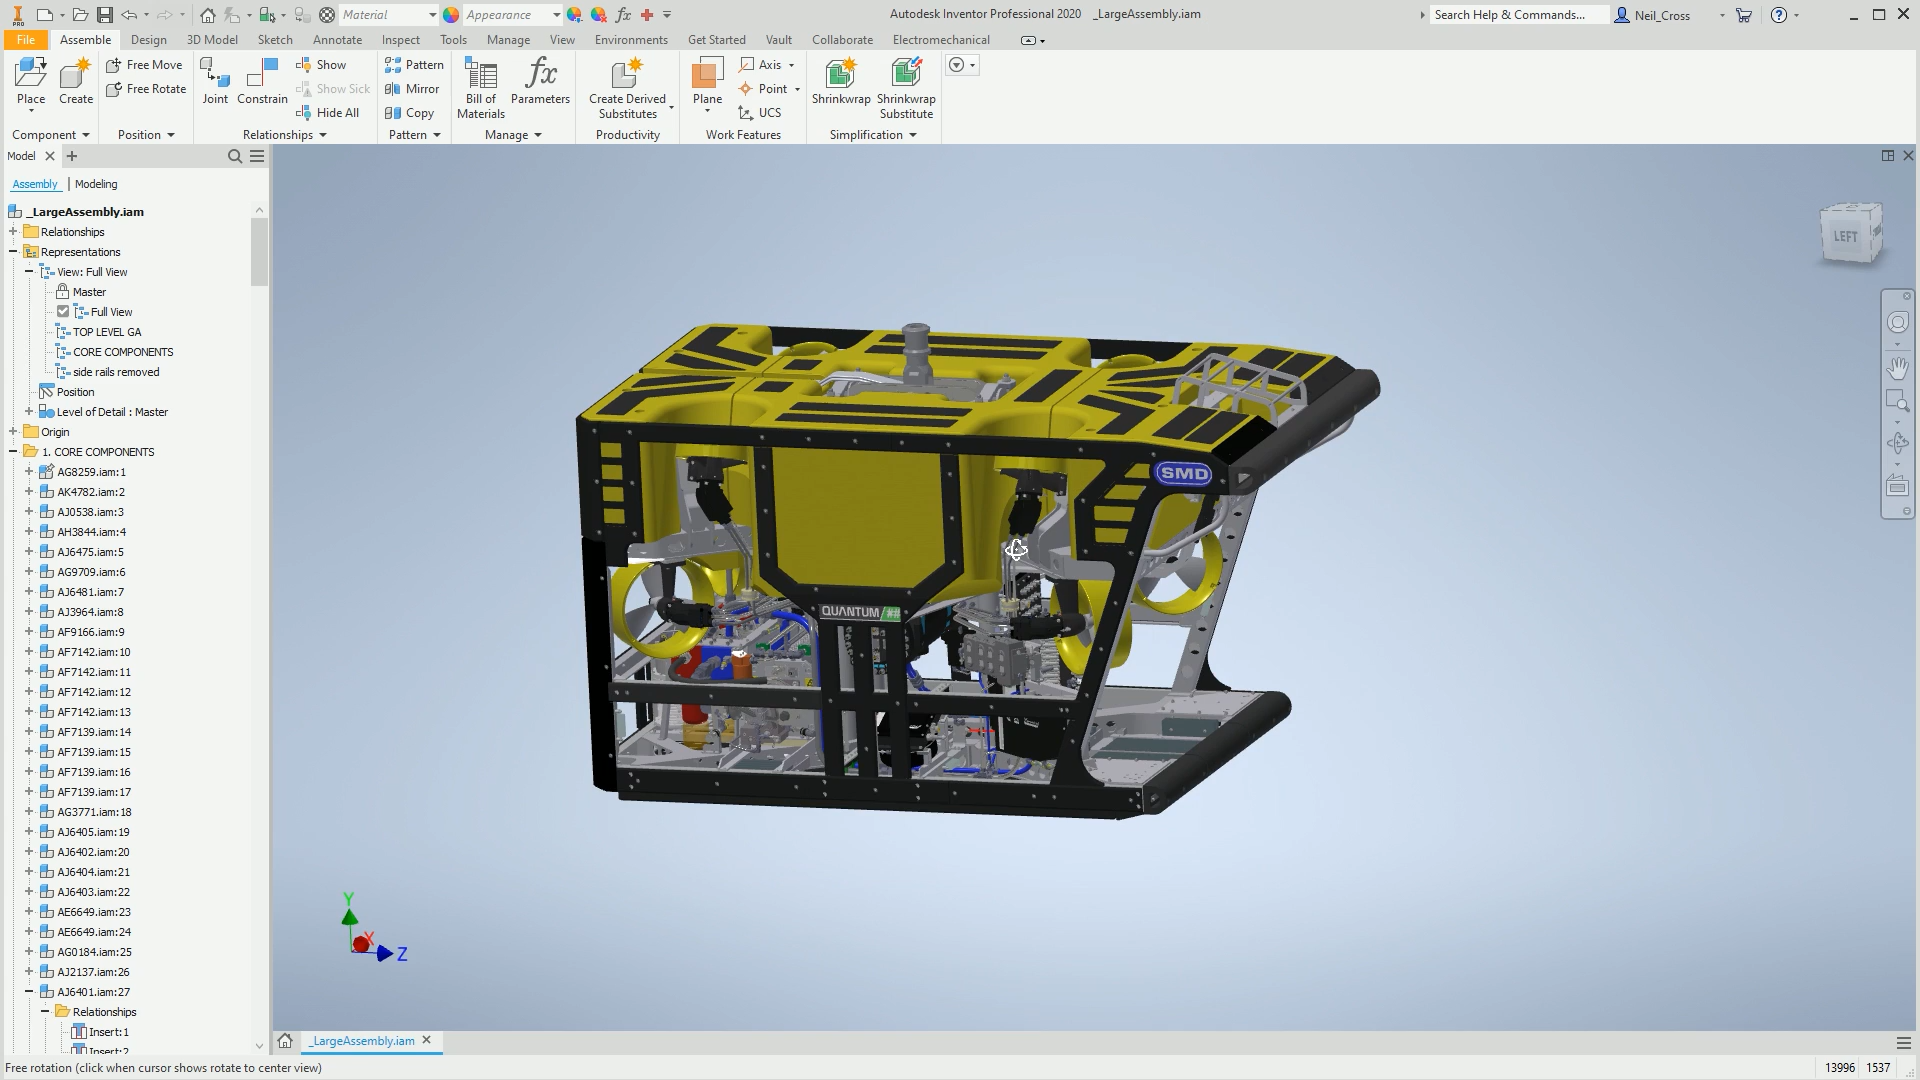 PRO
Material
Appearance
Autodesk Inventor Professional 2020 _LargeAssembly.iam
Search Help & Commands...
Neil_Cross
File
Assemble
Design
3D Model
Sketch
Annotate
Inspect
Tools
Manage
View
Environments
Get Started
Vault
Collaborate
Electromechanical
Place
Create
Free Move
Free Rotate
Joint
Constrain
Show
Show Sick
Hide All
Pattern
Mirror
Copy
Bill of
Materials
fx
Parameters
Create Derived
Substitutes
Plane
Axis
Point
UCS
Shrinkwrap
Shrinkwrap
Substitute
Component
Position
Relationships
Pattern
Manage
Productivity
Work Features
Simplification
Model
Assembly
Modeling
_LargeAssembly.iam
Relationships
Representations
View: Full View
Master
Full View
TOP LEVEL GA
CORE COMPONENTS
side rails removed
Position
Level of Detail : Master
Origin
1. CORE COMPONENTS
AG8259.iam:1
AK4782.iam:2
AJ0538.iam:3
AH3844.iam:4
AJ6475.iam:5
AG9709.iam:6
AJ6481.iam:7
AJ3964.iam:8
AF9166.iam:9
AF7142.iam:10
AF7142.iam:11
AF7142.iam:12
AF7142.iam:13
AF7139.iam:14
AF7139.iam:15
AF7139.iam:16
AF7139.iam:17
AG3771.iam:18
AJ6405.iam:19
AJ6402.iam:20
AJ6404.iam:21
AJ6403.iam:22
AE6649.iam:23
AE6649.iam:24
AG0184.iam:25
AJ2137.iam:26
AJ6401.iam:27
Relationships
Insert:1
Insert:2
LEFT
SMD
QUANTUM/##
Y
X
Z
_LargeAssembly.iam
Free rotation (click when cursor shows rotate to center view)
13996 1537